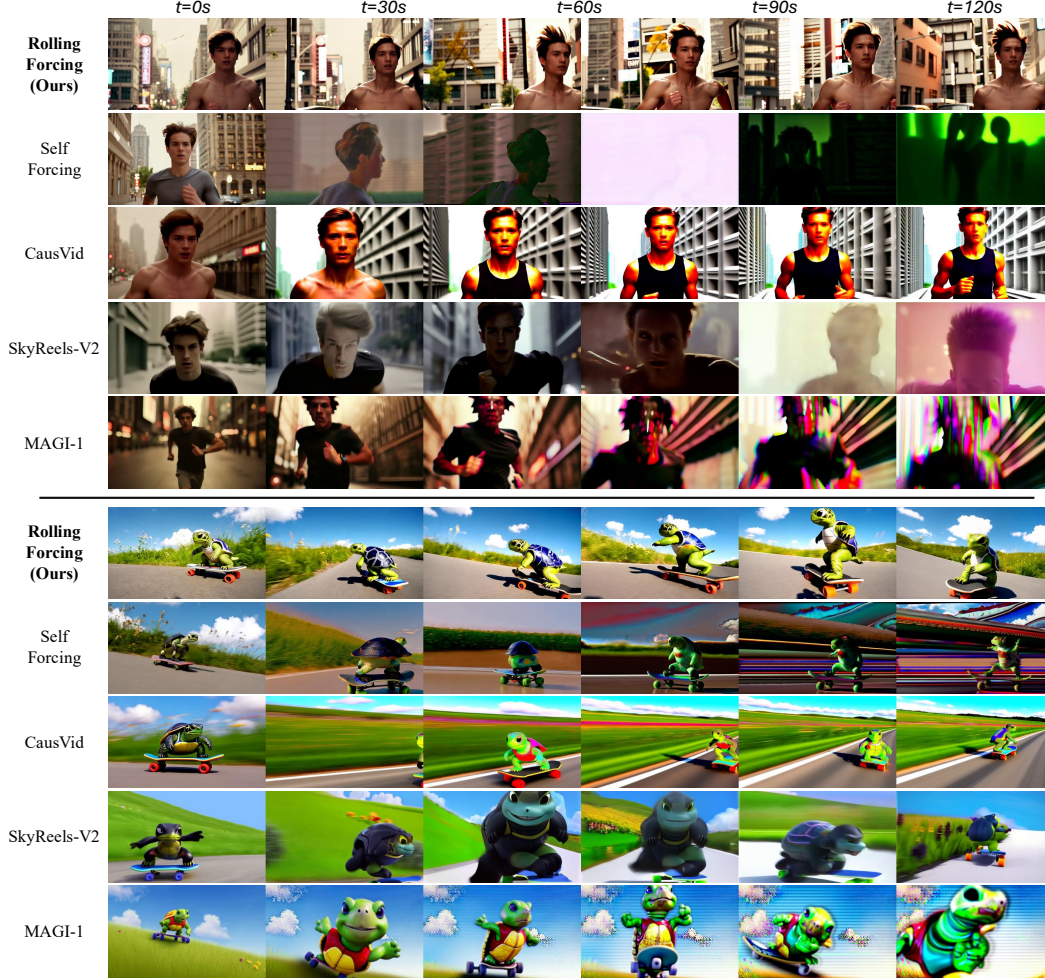 t=0s t=30s t=60s t=90s t=120s
Rolling
Forcing
(Ours)
Self
Forcing
CausVid
SkyReels-V2
MAGI-1
Rolling
Forcing
(Ours)
Self
Forcing
CausVid
SkyReels-V2
MAGI-1